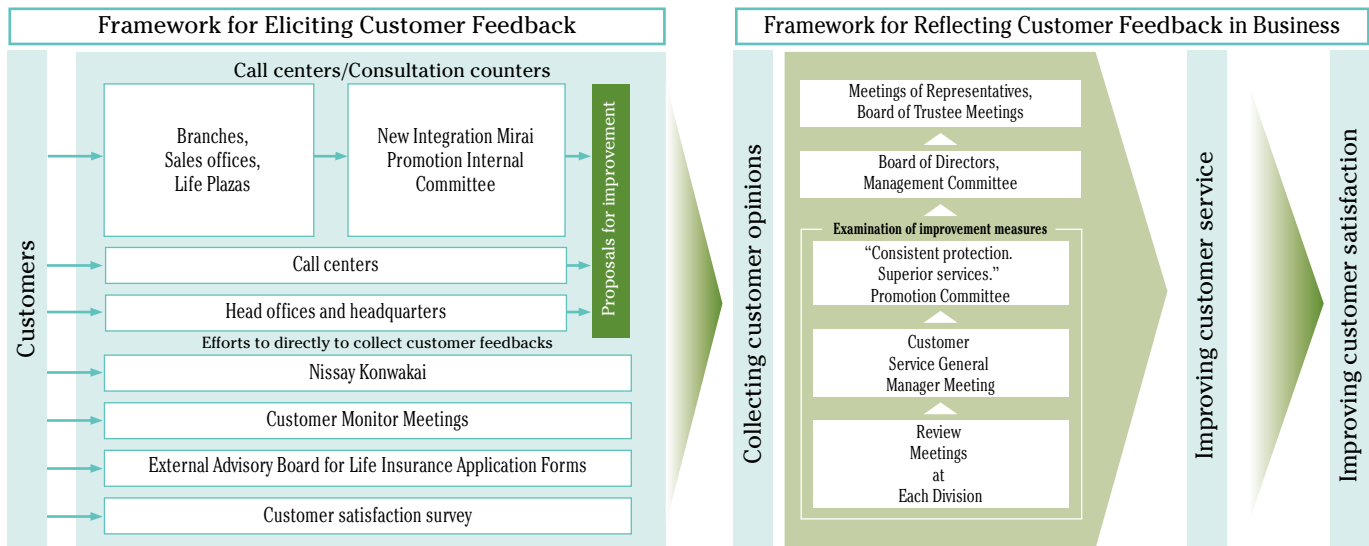 Framework for Eliciting Customer Feedback
Customers
Call centers/Consultation counters
Branches,
Sales offices,
Life Plazas
New Integration Mirai
Promotion Internal
Committee
Proposals for improvement
Call centers
Head offices and headquarters
Efforts to directly to collect customer feedbacks
Nissay Konwakai
Customer Monitor Meetings
External Advisory Board for Life Insurance Application Forms
Customer satisfaction survey
Framework for Reflecting Customer Feedback in Business
Collecting customer opinions
Meetings of Representatives,
Board of Trustee Meetings
Board of Directors,
Management Committee
Examination of improvement measures
“Consistent protection.
Superior services.”
Promotion Committee
Customer
Service General
Manager Meeting
Review
Meetings
at
Each Division
Improving customer service
Improving customer satisfaction